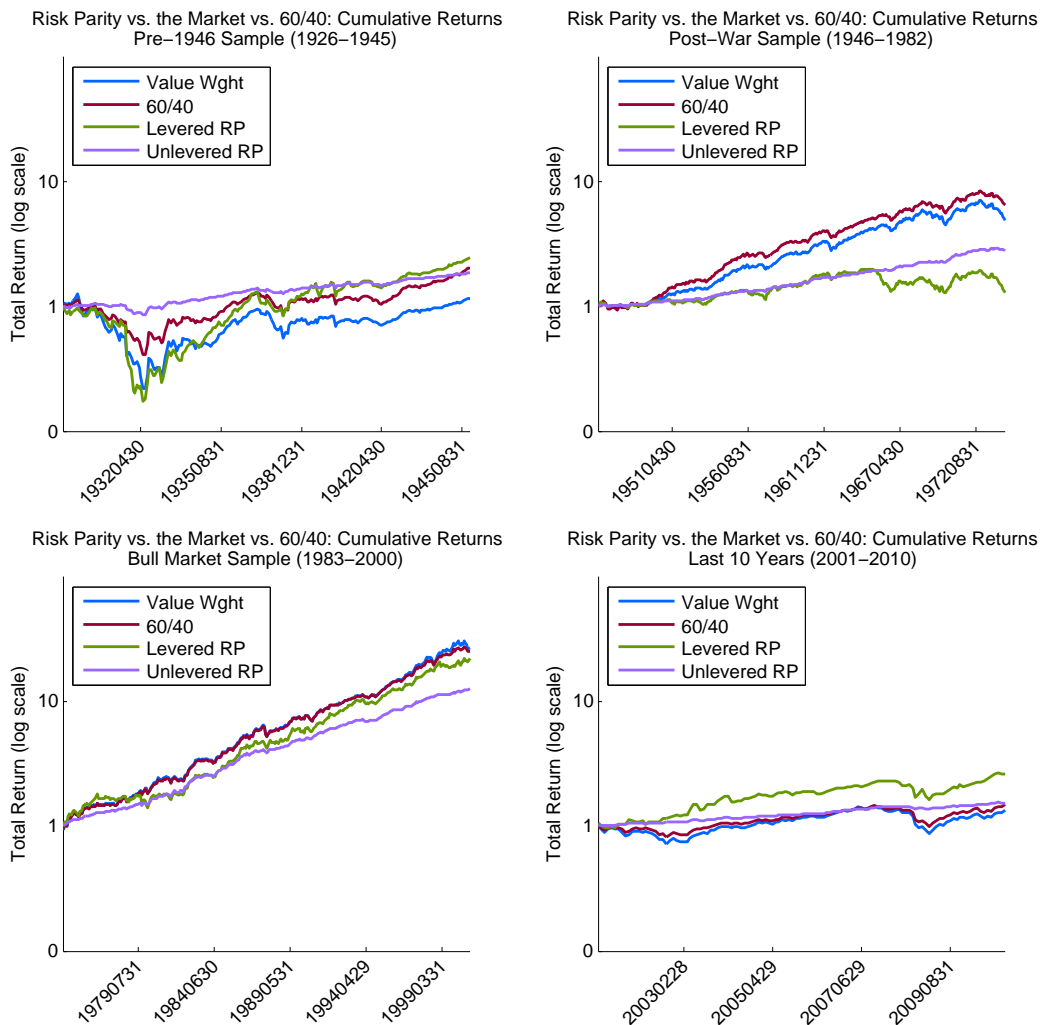 Risk Parity vs. the Market vs. 60/40: Cumulative Returns
Pre−1946 Sample (1926−1945)
Value Wght
60/40
Levered RP
Unlevered RP
Total Return (log scale)
10
1
0
19320430
19350831
19381231
19420430
19450831
Risk Parity vs. the Market vs. 60/40: Cumulative Returns
Post−War Sample (1946−1982)
Value Wght
60/40
Levered RP
Unlevered RP
Total Return (log scale)
10
1
0
19510430
19560831
19611231
19670430
19720831
Risk Parity vs. the Market vs. 60/40: Cumulative Returns
Bull Market Sample (1983−2000)
Value Wght
60/40
Levered RP
Unlevered RP
Total Return (log scale)
10
1
0
19790731
19840630
19890531
19940429
19990331
Risk Parity vs. the Market vs. 60/40: Cumulative Returns
Last 10 Years (2001−2010)
Value Wght
60/40
Levered RP
Unlevered RP
Total Return (log scale)
10
1
0
20030228
20050429
20070629
20090831